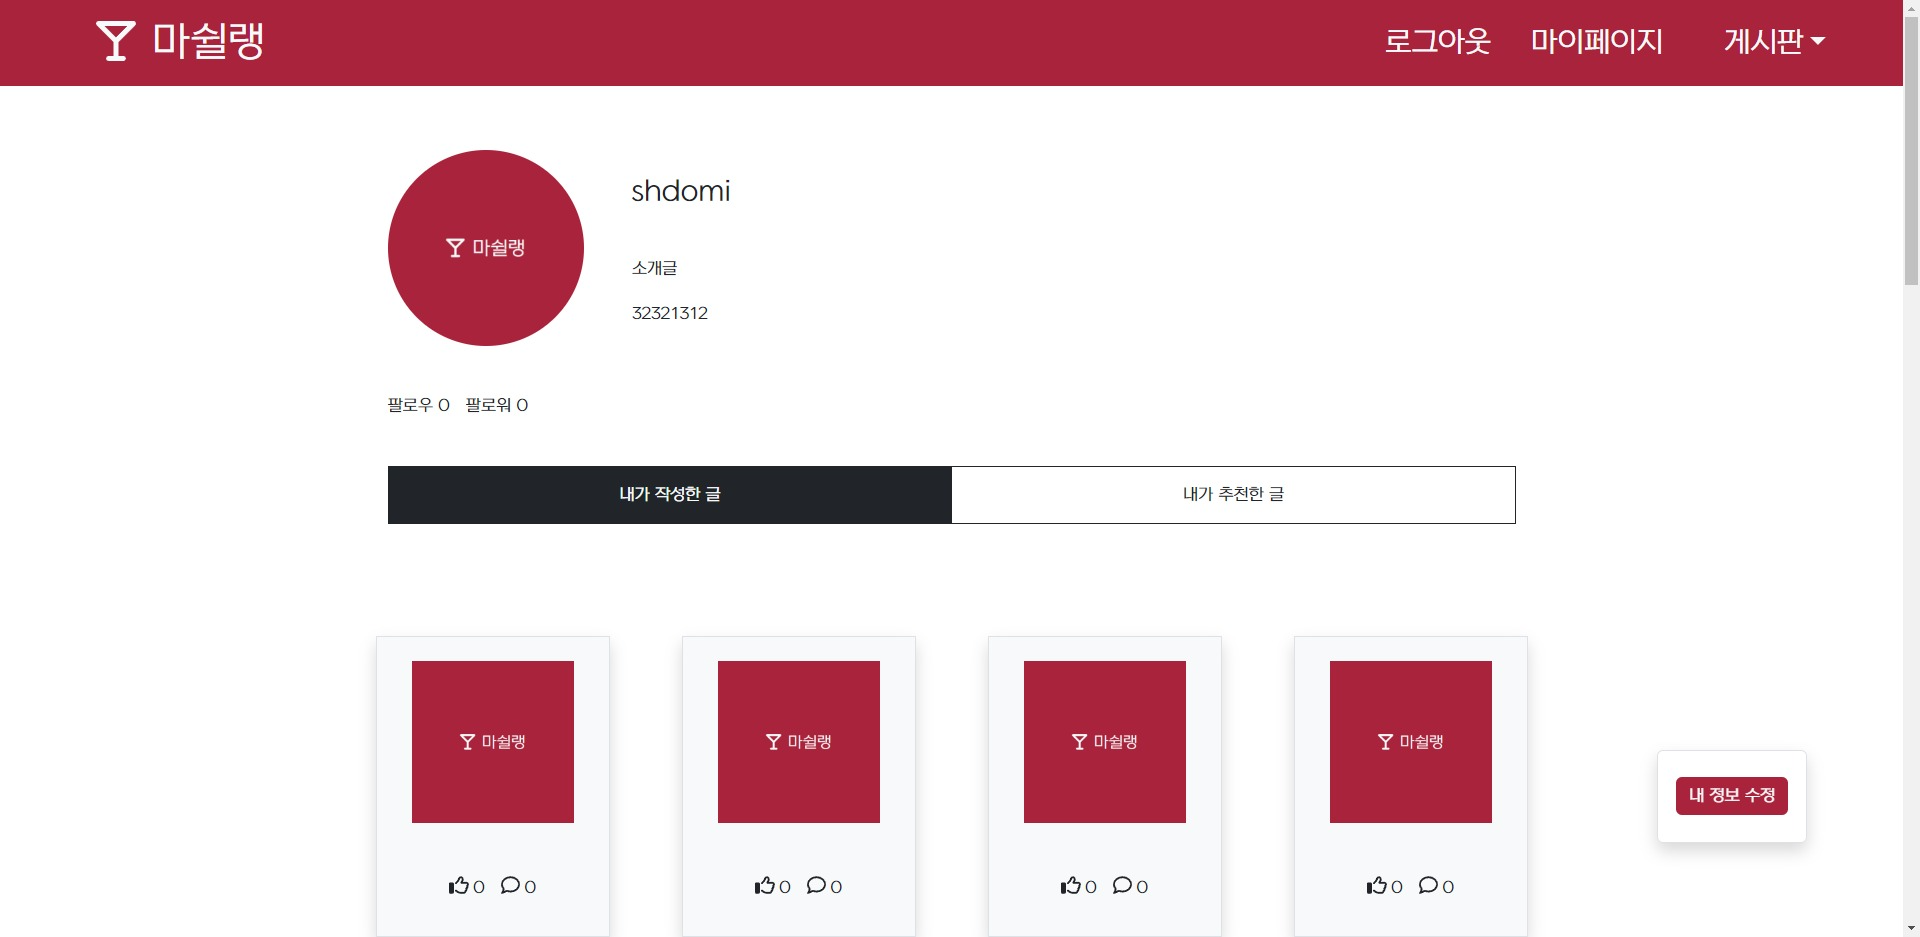 마쉴랭 로그아웃 마이페이지 게시판
마쉴랭
shdomi
소개글
32321312
팔로우 0 팔로워 0
내가 작성한 글 내가 추천한 글
마쉴랭 마쉴랭 마쉴랭 마쉴랭
내 정보 수정
0 0 0 0 0 0 0 0